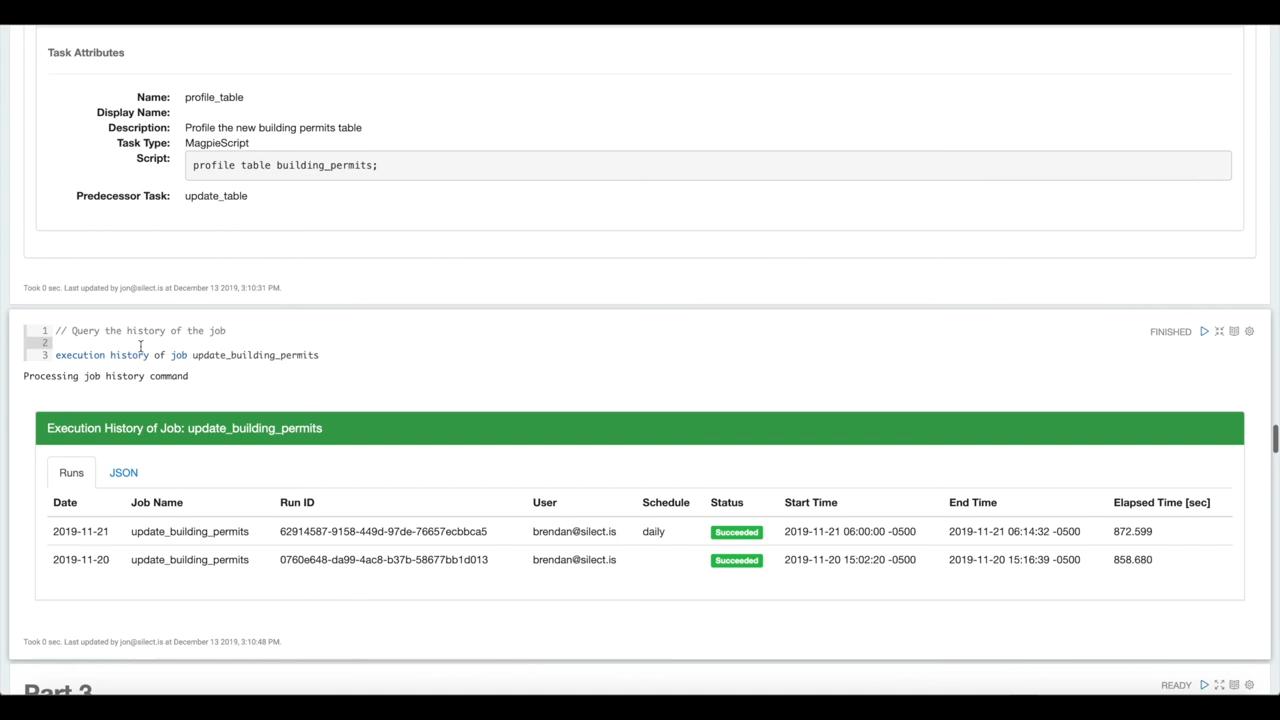 Task Attributes
Name: profile_table
Display Name:
Description: Profile the new building permits table
Task Type: MagpieScript
Script: profile table building_permits;
Predecessor Task: update_table
Took 0 sec. Last updated by jon@silect.is at December 13 2019, 3:10:31 PM.
1 // Query the history of the job
FINISHED
2
3 execution history of job update_building_permits
Processing job history command
Execution History of Job: update_building_permits
Runs JSON
Date Job Name Run ID User Schedule Status Start Time End Time Elapsed Time [sec]
2019-11-21 update_building_permits 62914587-9158-449d-97de-76657ecbbca5 brendan@silect.is daily Succeeded 2019-11-21 06:00:00 -0500 2019-11-21 06:14:32 -0500 872.599
2019-11-20 update_building_permits 0760e648-da99-4ac8-b37b-58677bb1d013 brendan@silect.is Succeeded 2019-11-20 15:02:20 -0500 2019-11-20 15:16:39 -0500 858.680
Took 0 sec. Last updated by jon@silect.is at December 13 2019, 3:10:48 PM.
Part 3
READY